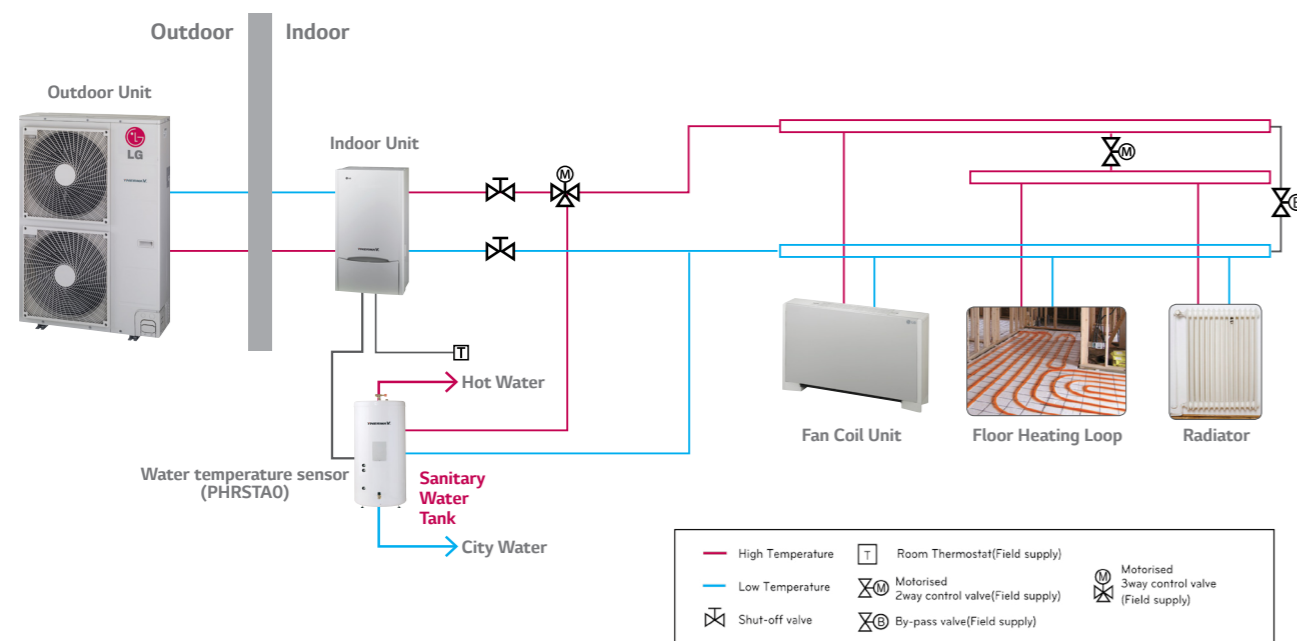 Outdoor
Indoor
Outdoor Unit
LG
Indoor Unit
M
M
B
T
Hot Water
Water temperature sensor
(PHRSTA0)
Sanitary
Water
Tank
City Water
Fan Coil Unit
Floor Heating Loop
Radiator
High Temperature
Low Temperature
Shut-off valve
T
Room Thermostat(Field supply)
M
Motorised
2way control valve(Field supply)
B
By-pass valve(Field supply)
M
Motorised
3way control valve
(Field supply)